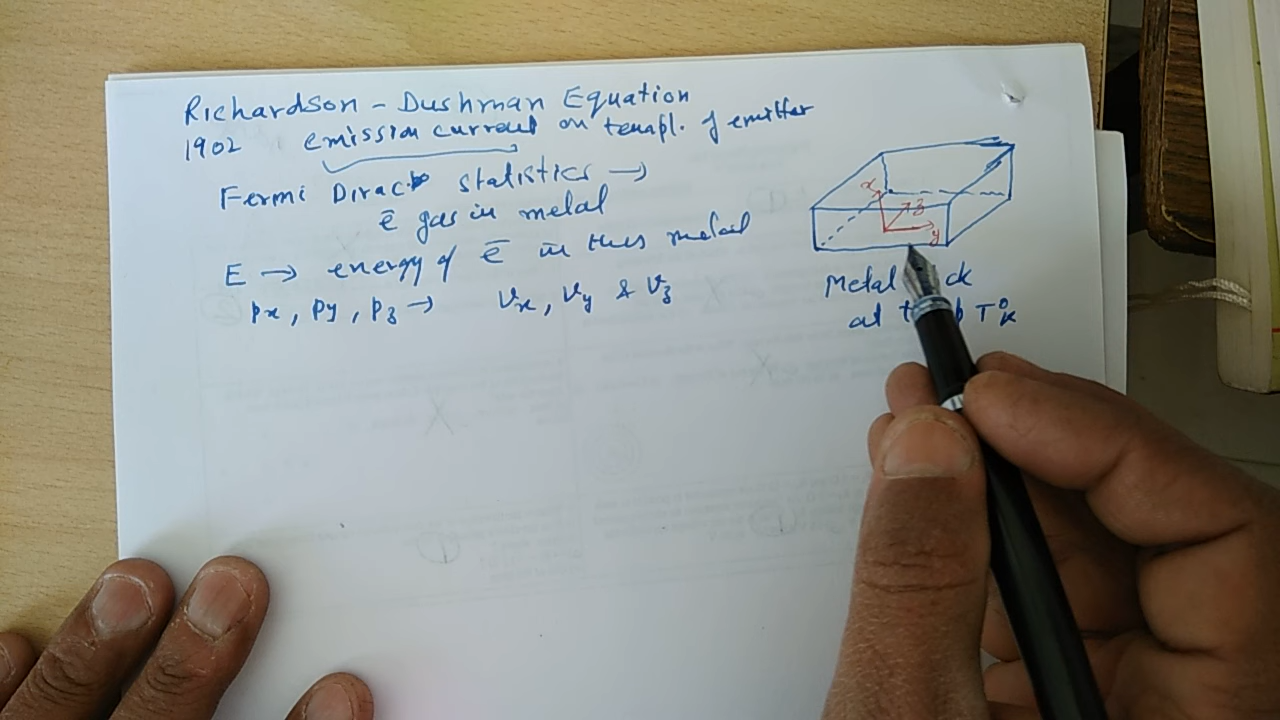 Richardson - Dushman Equation
1902 emission current on tempr. of emitter
Fermi Dirac statistics →
ē gas in metal
E → energy of ē in this metal
px, py, pz → Vx, Vy & Vz
x
z
y
Metal
at T°K